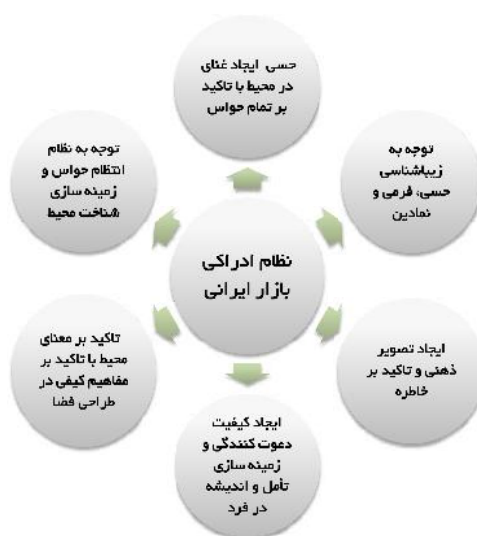 حسی ایجاد غنای
در محیط با تاکید
بر تمام حواس
توجه به
زیباشناسی
حسی، فرمی و
نمادین
توجه به نظام
انتظام حواس و
زمینه سازی
شناخت محیط
نظام ادراکی
بازار ایرانی
ایجاد تصویر
ذهنی و تاکید بر
خاطره
تاکید بر معنای
محیط با تاکید بر
مفاهیم کیفی در
طراحی فضا
ایجاد کیفیت
دعوت کنندگی و
زمینه سازی
تأمل و اندیشه
در فرد